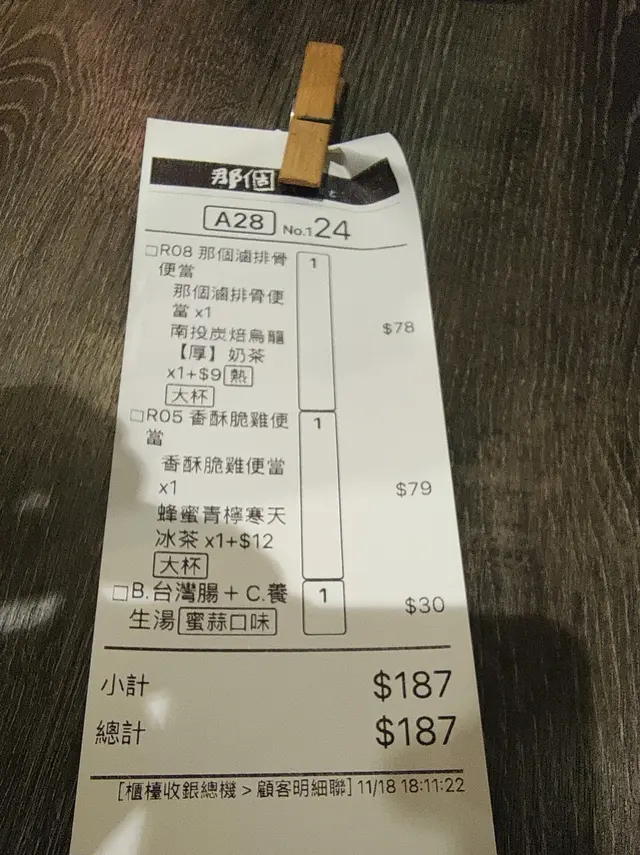 那個
A28 No.124
□R08 那個滷排骨 1
便當
那個滷排骨便
當 x1
$78
南投炭焙烏龍
【厚】奶茶
x1+$9 熱
大杯
□R05 香酥脆雞便 1
當
香酥脆雞便當
x1
$79
蜂蜜青檸寒天
冰茶 x1+$12
大杯
□B.台灣腸 + C.養 1
生湯 蜜蒜口味
$30
小計 $187
總計 $187
[櫃檯收銀總機 > 顧客明細聯] 11/18 18:11:22